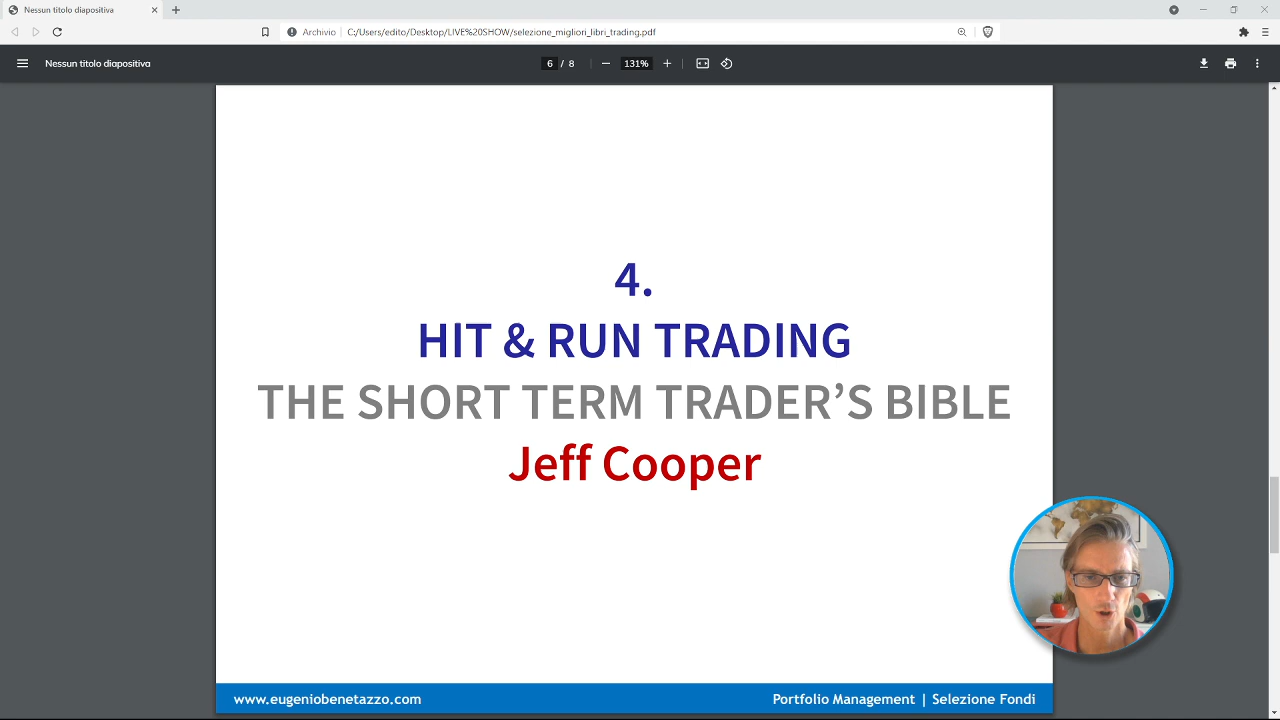 Nessun titolo diapositiva
Archivio C:/Users/edito/Desktop/LIVE%20SHOW/selezione_migliori_libri_trading.pdf
Nessun titolo diapositiva 6 / 8 131%
4.
HIT & RUN TRADING
THE SHORT TERM TRADER’S BIBLE
Jeff Cooper
www.eugeniobenetazzo.com Portfolio Management | Selezione Fondi